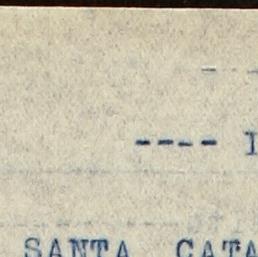 ---- I
SANTA CATA